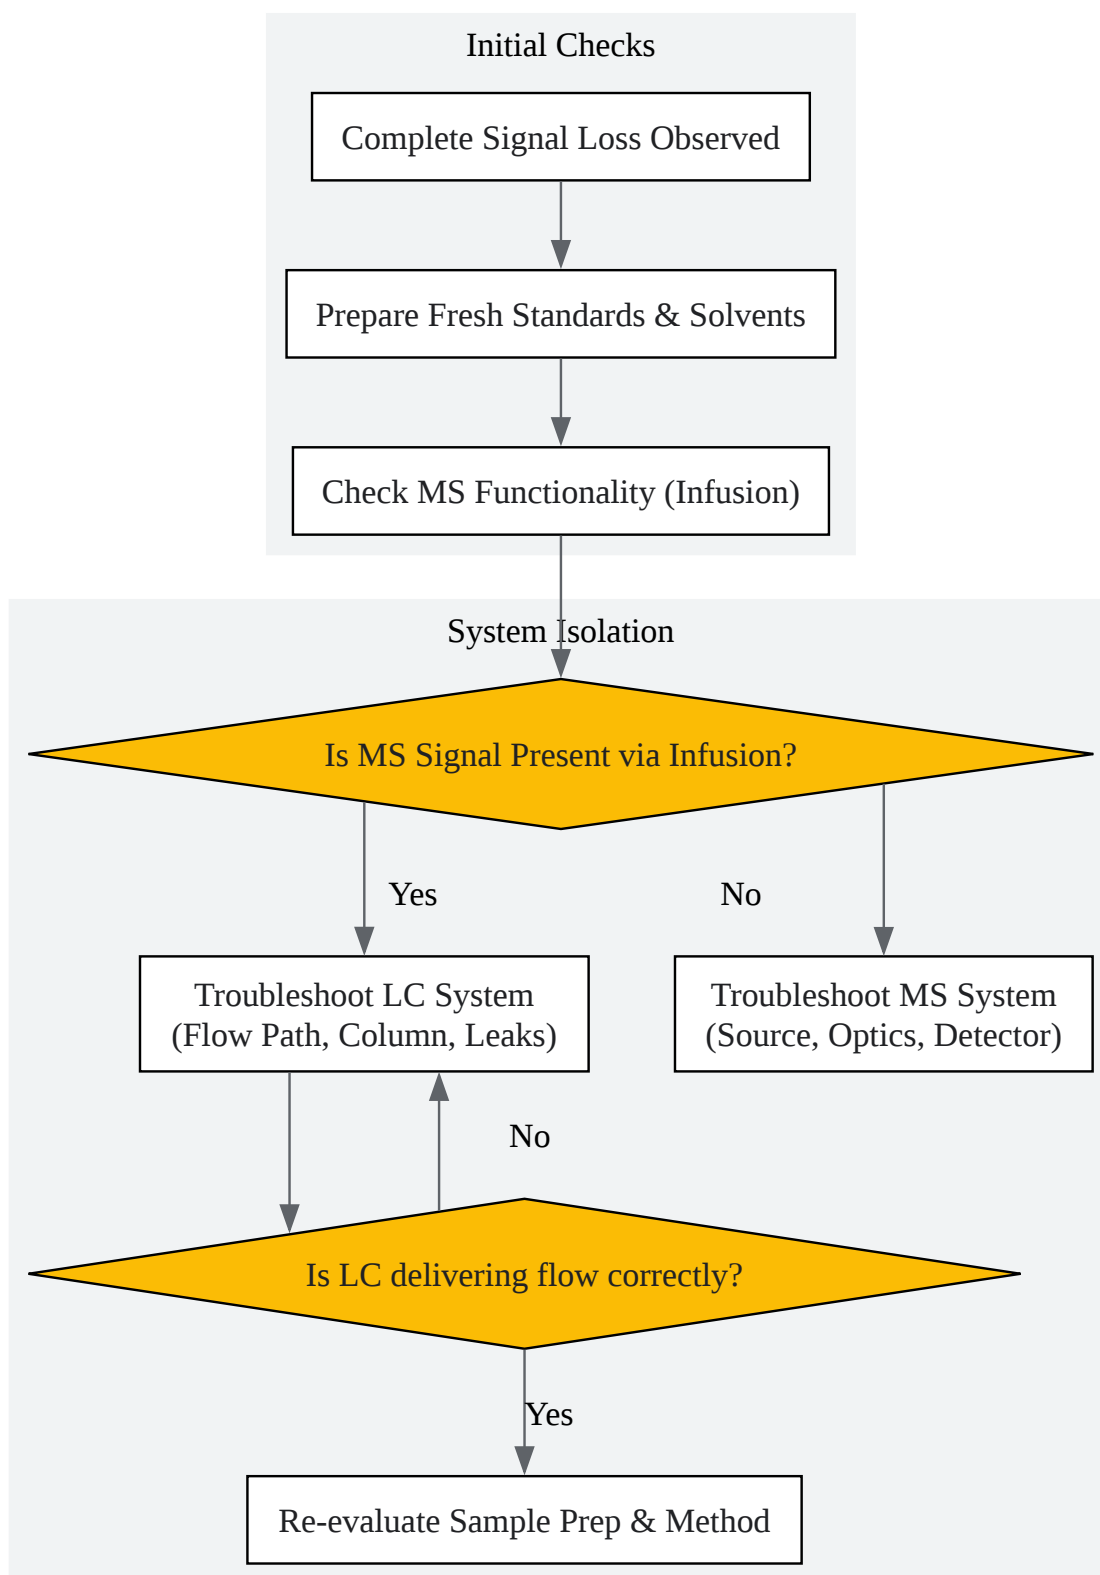 Initial Checks
Complete Signal Loss Observed
Prepare Fresh Standards & Solvents
Check MS Functionality (Infusion)
System Isolation
Is MS Signal Present via Infusion?
Yes
No
Troubleshoot LC System
(Flow Path, Column, Leaks)
Troubleshoot MS System
(Source, Optics, Detector)
No
Is LC delivering flow correctly?
Yes
Re-evaluate Sample Prep & Method